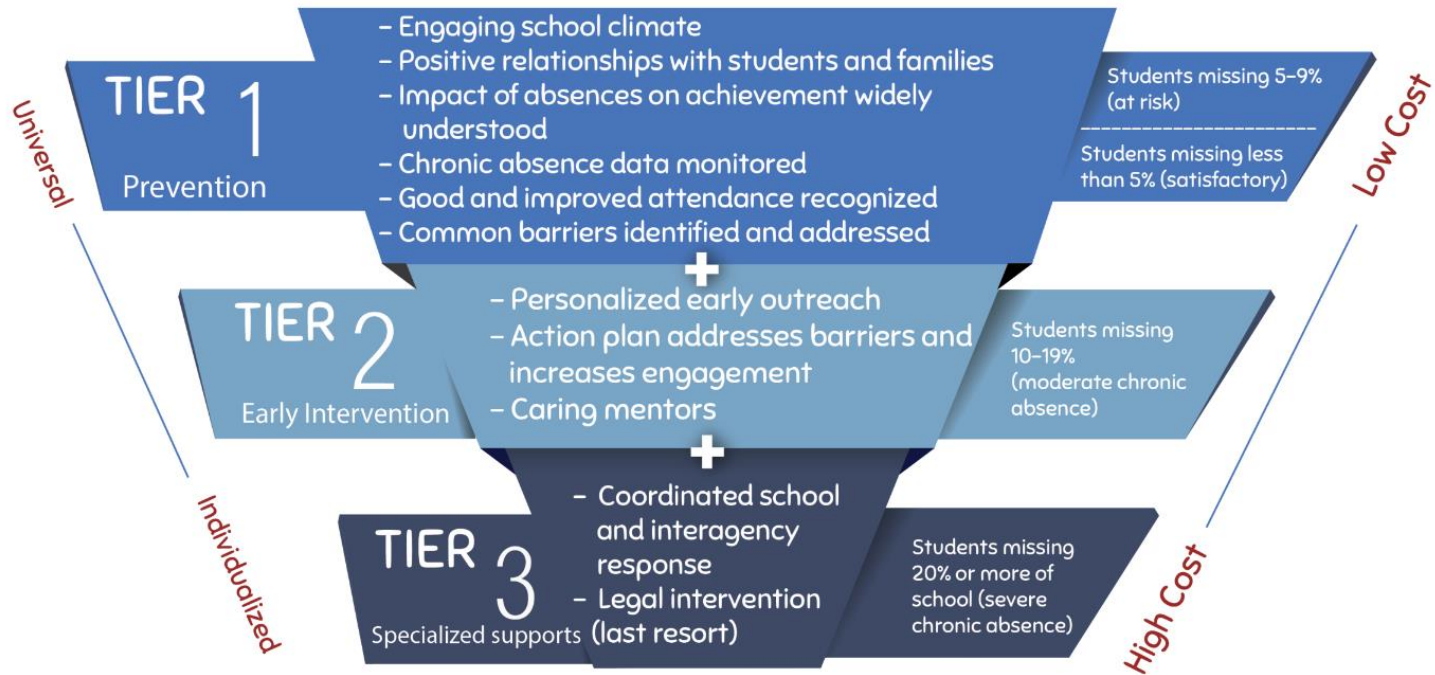 Universal
Individualized
TIER 1
Prevention
– Engaging school climate
– Positive relationships with students and families
– Impact of absences on achievement widely
understood
– Chronic absence data monitored
– Good and improved attendance recognized
– Common barriers identified and addressed
Students missing 5–9%
(at risk)
-----------------------
Students missing less
than 5% (satisfactory)
+
TIER 2
Early Intervention
– Personalized early outreach
– Action plan addresses barriers and
increases engagement
– Caring mentors
Students missing
10–19%
(moderate chronic
absence)
+
TIER 3
Specialized supports
– Coordinated school
and interagency
response
– Legal intervention
(last resort)
Students missing
20% or more of
school (severe
chronic absence)
Low Cost
High Cost